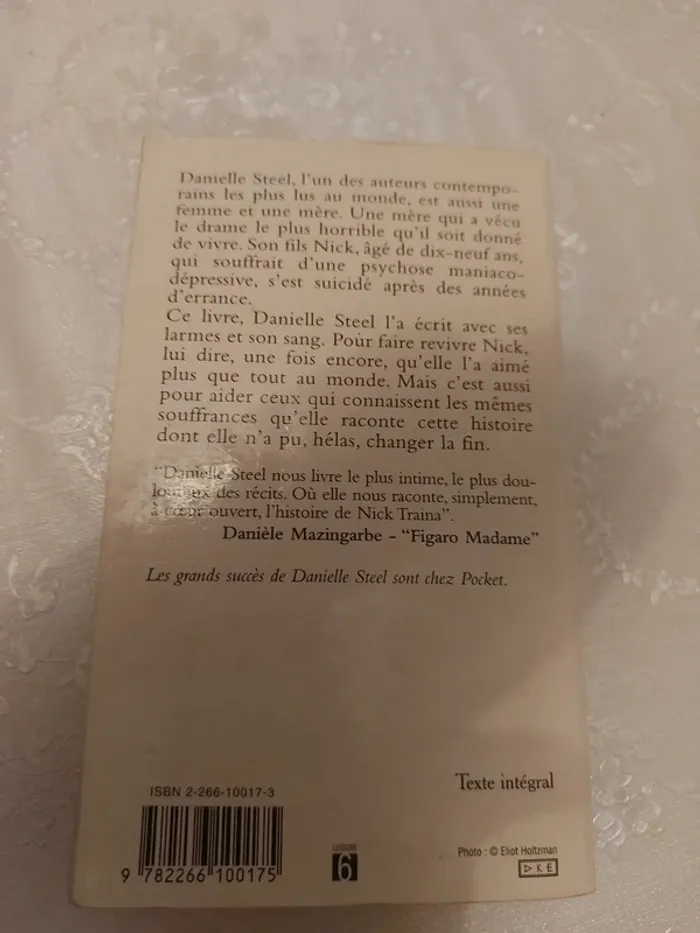 Danielle Steel, l'un des auteurs contempo-
rains les plus lus au monde, est aussi une
femme et une mère. Une mère qui a vécu
le drame le plus horrible qu'il soit donné
de vivre. Son fils Nick, âgé de dix-neuf ans,
qui souffrait d'une psychose maniaco-
dépressive, s'est suicidé après des années
d'errance.
Ce livre, Danielle Steel l'a écrit avec ses
larmes et son sang. Pour faire revivre Nick,
lui dire, une fois encore, qu'elle l'a aimé
plus que tout au monde. Mais c'est aussi
pour aider ceux qui connaissent les mêmes
souffrances qu'elle raconte cette histoire
dont elle n'a pu, hélas, changer la fin.
"Danielle Steel nous livre le plus intime, le plus dou-
loureux des récits. Où elle nous raconte, simplement,
à cœur ouvert, l'histoire de Nick Traina".
Danièle Mazingarbe - "Figaro Madame"
Les grands succès de Danielle Steel sont chez Pocket.
Texte intégral
ISBN 2-266-10017-3
9 782266 100175
6
Photo : © Eliot Holtzman
DKE